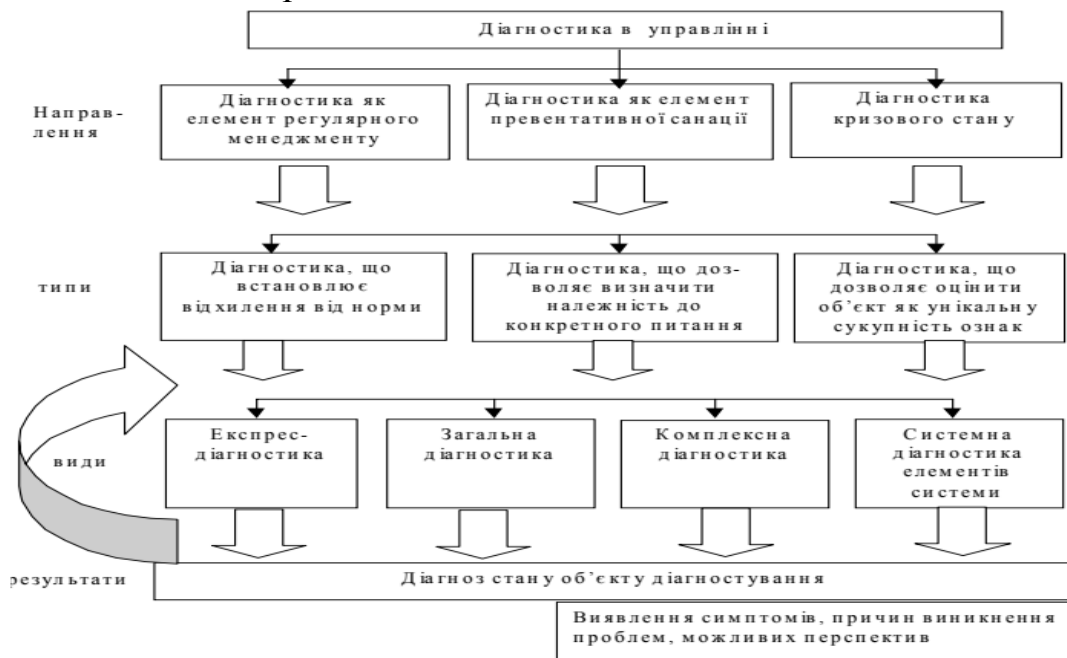 Діагностика в управлінні
Направ-
лення
Діагностика як
елемент регулярного
менеджменту
Діагностика як елемент
превентативної санації
Діагностика
кризового стану
типи
Діагностика, що
встановлює
відхилення від норми
Діагностика, що доз-
воляє визначити
належність до
конкретного питання
Діагностика, що
дозволяє оцінити
об’єкт як унікальну
сукупність ознак
види
Експрес-
діагностика
Загальна
діагностика
Комплексна
діагностика
Системна
діагностика
елементів
системи
результати
Діагноз стану об’єкту діагностування
Виявлення симптомів, причин виникнення
проблем, можливих перспектив